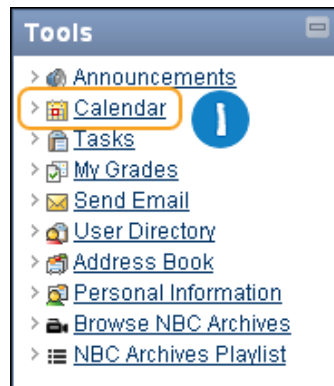 Tools
> Announcements
> Calendar
1
> Tasks
> My Grades
> Send Email
> User Directory
> Address Book
> Personal Information
> Browse NBC Archives
> NBC Archives Playlist